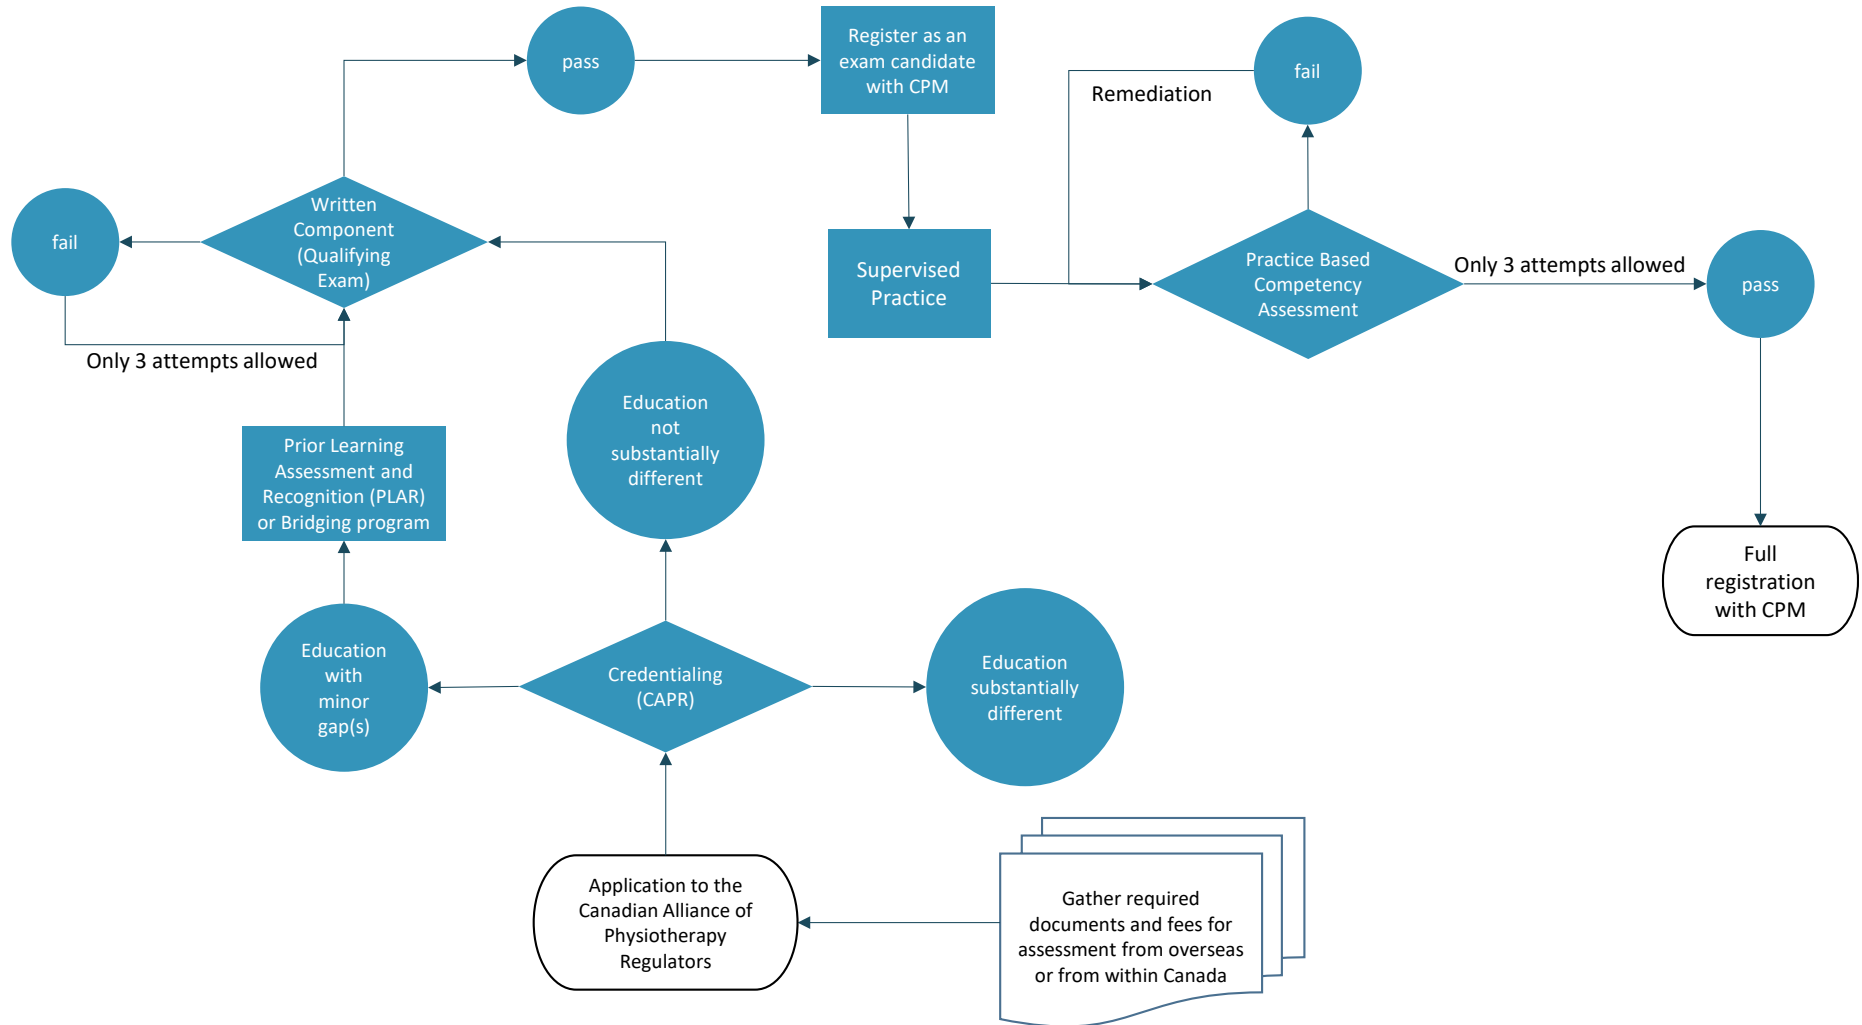 pass
Register as an
exam candidate
with CPM
fail
Remediation
Written
Component
(Qualifying
Exam)
fail
Only 3 attempts allowed
Supervised
Practice
Practice Based
Competency
Assessment
Only 3 attempts allowed
pass
Education
not
substantially
different
Prior Learning
Assessment and
Recognition (PLAR)
or Bridging program
Full
registration
with CPM
Education
with
minor
gap(s)
Credentialing
(CAPR)
Education
substantially
different
Application to the
Canadian Alliance of
Physiotherapy
Regulators
Gather required
documents and fees for
assessment from overseas
or from within Canada